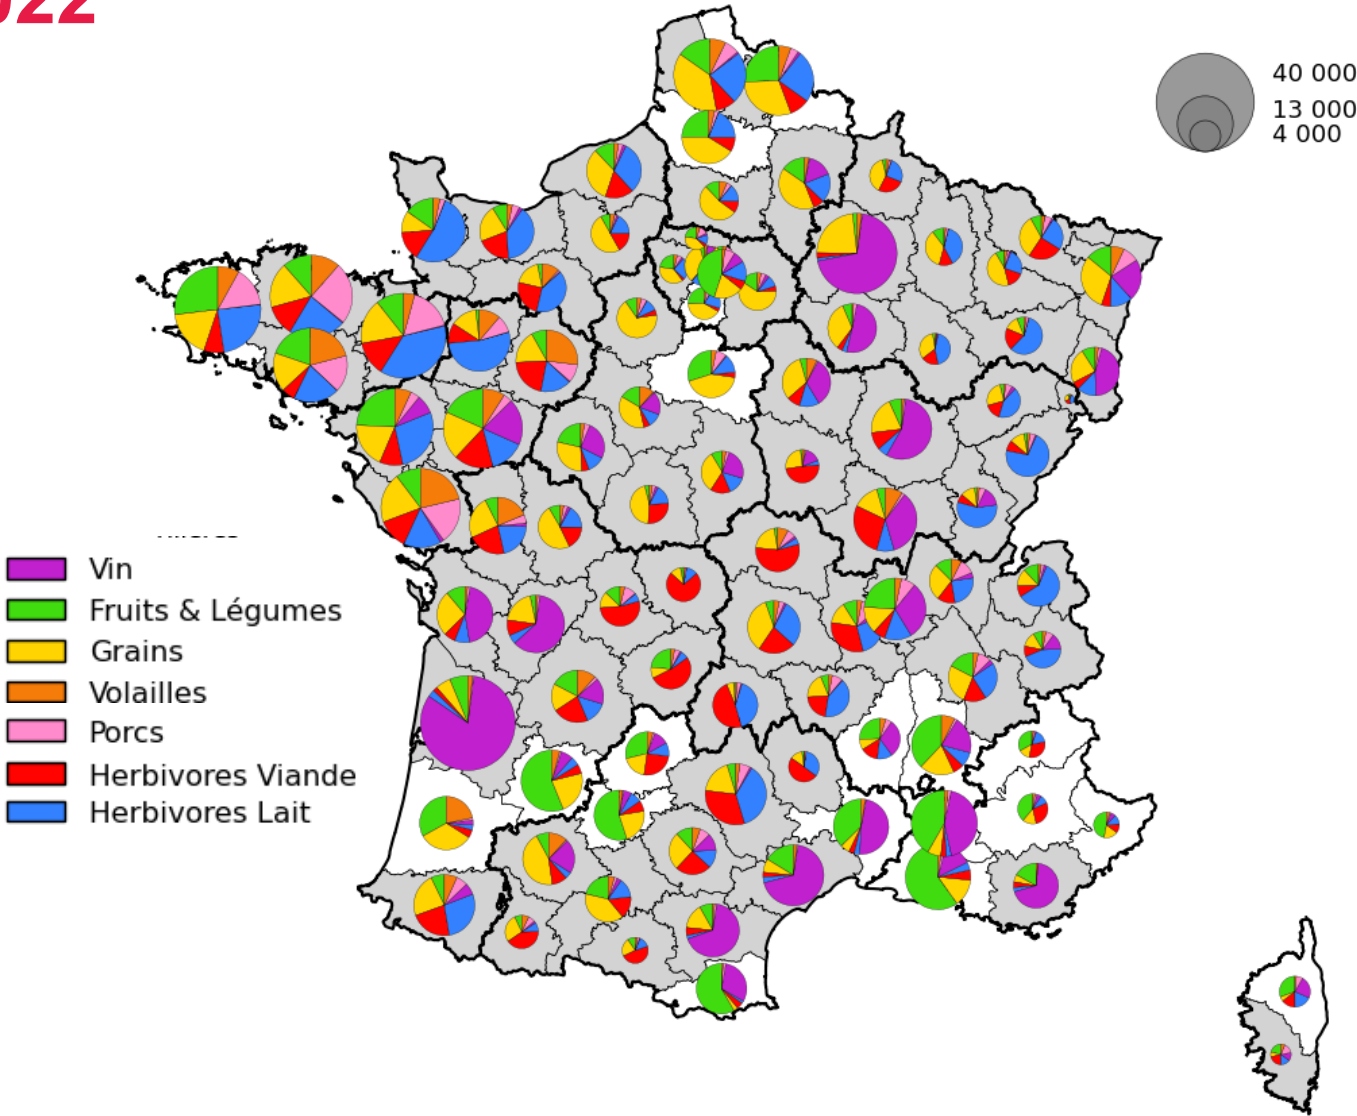 40 000
13 000
4 000
Vin
Fruits & Légumes
Grains
Volailles
Porcs
Herbivores Viande
Herbivores Lait